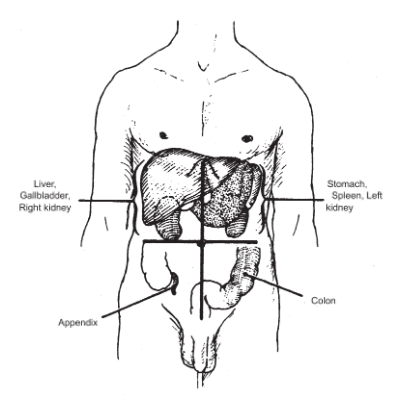 Liver,
Gallbladder,
Right kidney
Stomach,
Spleen, Left
kidney
Appendix
Colon